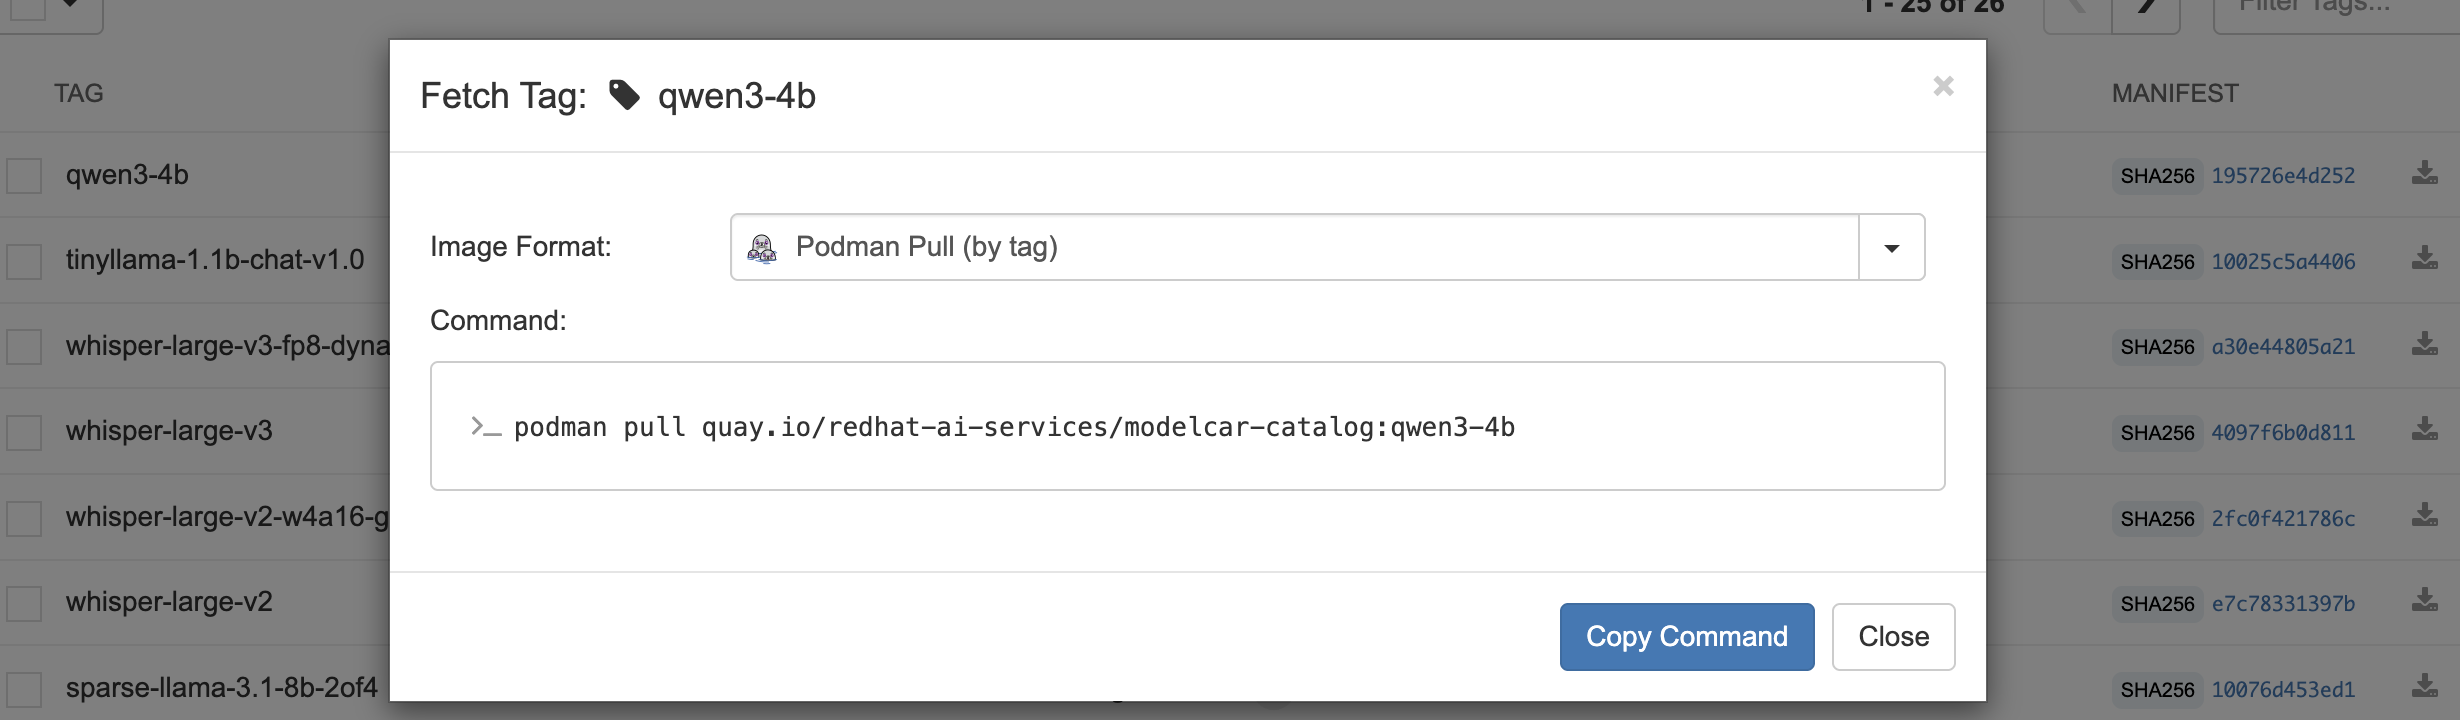 1 - 25 of 26
Filter Tags...
TAG
MANIFEST
Fetch Tag: qwen3-4b
×
Image Format:
Podman Pull (by tag)
Command:
>_ podman pull quay.io/redhat-ai-services/modelcar-catalog:qwen3-4b
Copy Command
Close
qwen3-4b
SHA256 195726e4d252
tinyllama-1.1b-chat-v1.0
SHA256 10025c5a4406
whisper-large-v3-fp8-dyna
SHA256 a30e44805a21
whisper-large-v3
SHA256 4097f6b0d811
whisper-large-v2-w4a16-g
SHA256 2fc0f421786c
whisper-large-v2
SHA256 e7c78331397b
sparse-llama-3.1-8b-2of4
SHA256 10076d453ed1